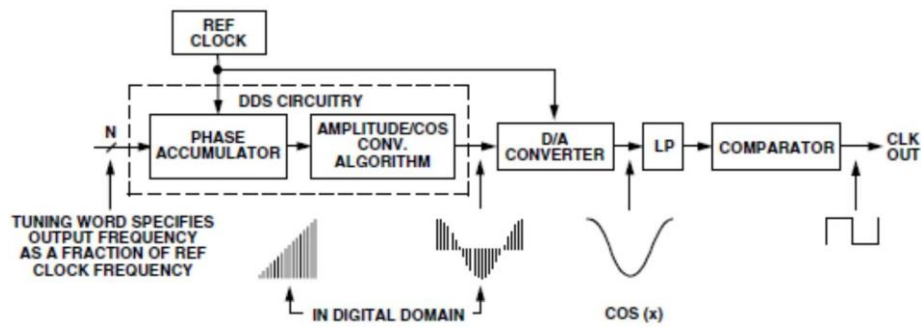 REF
CLOCK
DDS CIRCUITRY
N
PHASE
ACCUMULATOR
AMPLITUDE/COS
CONV.
ALGORITHM
D/A
CONVERTER
LP
COMPARATOR
CLK
OUT
TUNING WORD SPECIFIES
OUTPUT FREQUENCY
AS A FRACTION OF REF
CLOCK FREQUENCY
IN DIGITAL DOMAIN
COS (x)